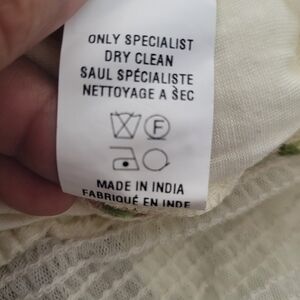 ONLY SPECIALIST
DRY CLEAN
SAUL SPÉCIALISTE
NETTOYAGE A SEC
F
MADE IN INDIA
FABRIQUÉ EN INDE